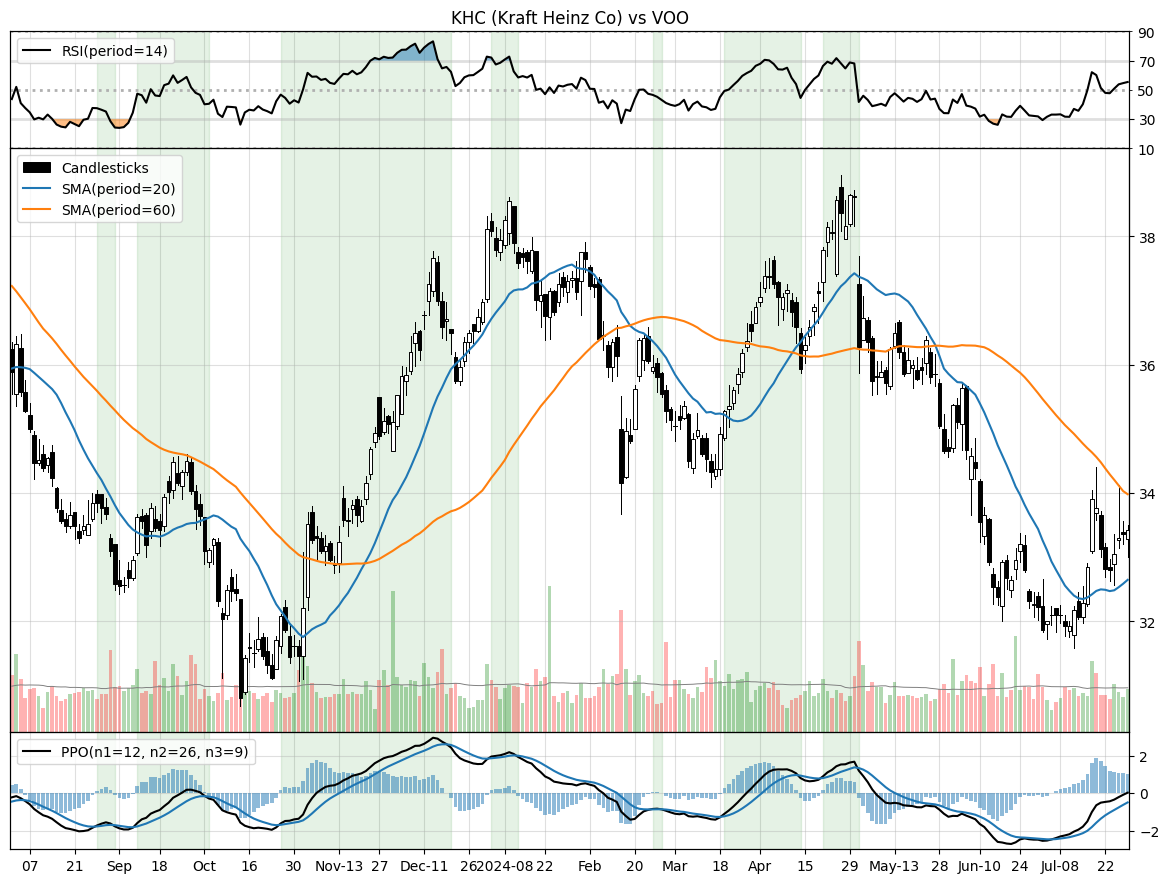 KHC (Kraft Heinz Co) vs VOO
RSI(period=14)
90
70
50
30
10
Candlesticks
SMA(period=20)
SMA(period=60)
38
36
34
32
PPO(n1=12, n2=26, n3=9)
2
0
−2
07 21 Sep 18 Oct 16 30 Nov-13 27 Dec-11 26 2024-08 22 Feb 20 Mar 18 Apr 15 29 May-13 28 Jun-10 24 Jul-08 22